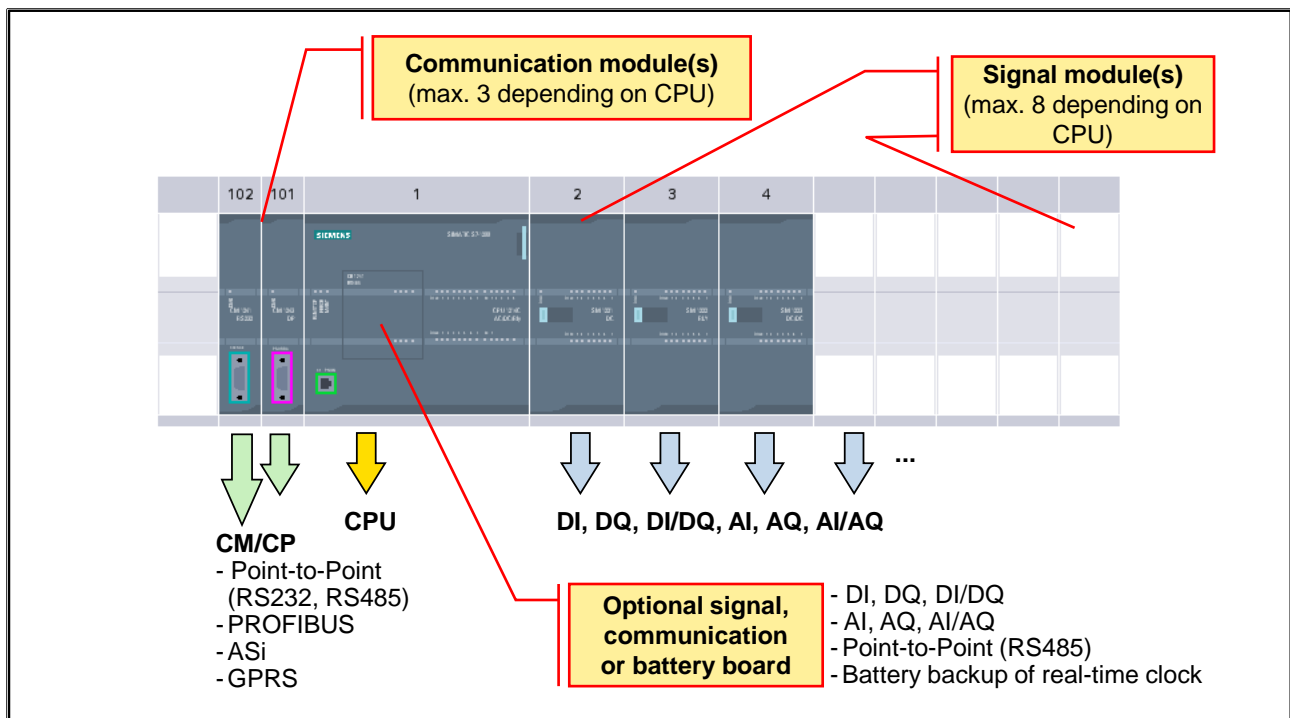 Communication module(s)
(max. 3 depending on CPU)
Signal module(s)
(max. 8 depending on
CPU)
102 101 1 2 3 4
SIEMENS
SIMATIC S7-1200
...
CPU
DI, DQ, DI/DQ, AI, AQ, AI/AQ
CM/CP
- Point-to-Point
(RS232, RS485)
- PROFIBUS
- ASi
- GPRS
Optional signal,
communication
or battery board
- DI, DQ, DI/DQ
- AI, AQ, AI/AQ
- Point-to-Point (RS485)
- Battery backup of real-time clock